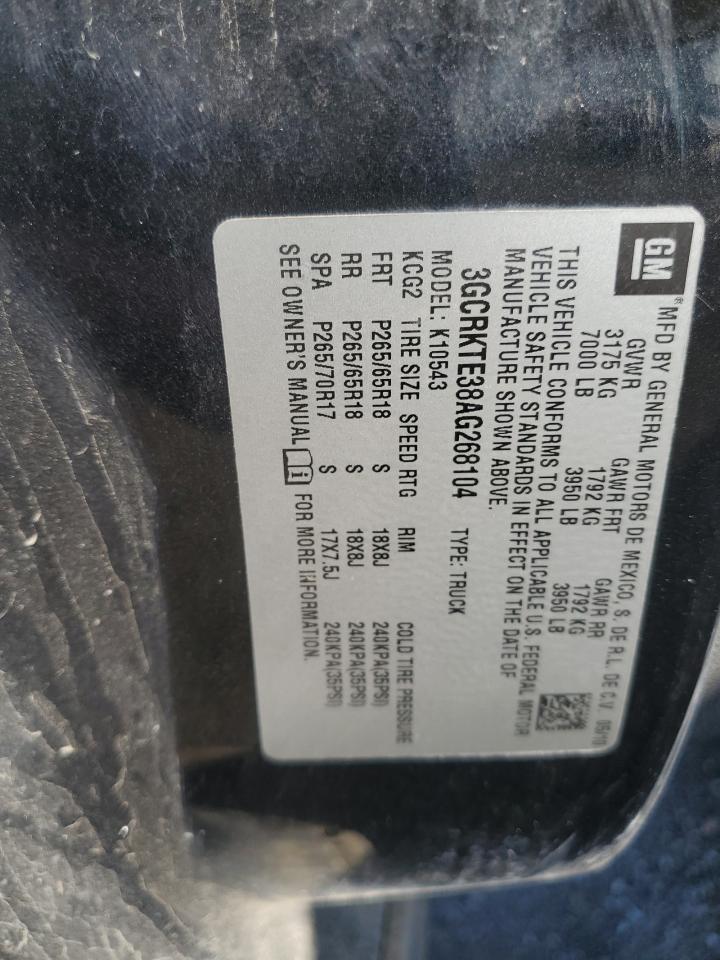 GM® MFD BY GENERAL MOTORS DE MEXICO, S. DE R.L. DE C.V. 05/10
GVWR GAWR FRT GAWR RR
3175 KG 1792 KG 1792 KG
7000 LB 3950 LB 3950 LB
THIS VEHICLE CONFORMS TO ALL APPLICABLE U.S. FEDERAL MOTOR
VEHICLE SAFETY STANDARDS IN EFFECT ON THE DATE OF
MANUFACTURE SHOWN ABOVE.
3GCRKTE38AG268104 TYPE: TRUCK
MODEL: K10543
KCG2 TIRE SIZE SPEED RTG RIM COLD TIRE PRESSURE
FRT P265/65R18 S 18X8J 240KPA(35PSI)
RR P265/65R18 S 18X8J 240KPA(35PSI)
SPA P265/70R17 S 17X7.5J 240KPA(35PSI)
SEE OWNER'S MANUAL i FOR MORE INFORMATION.